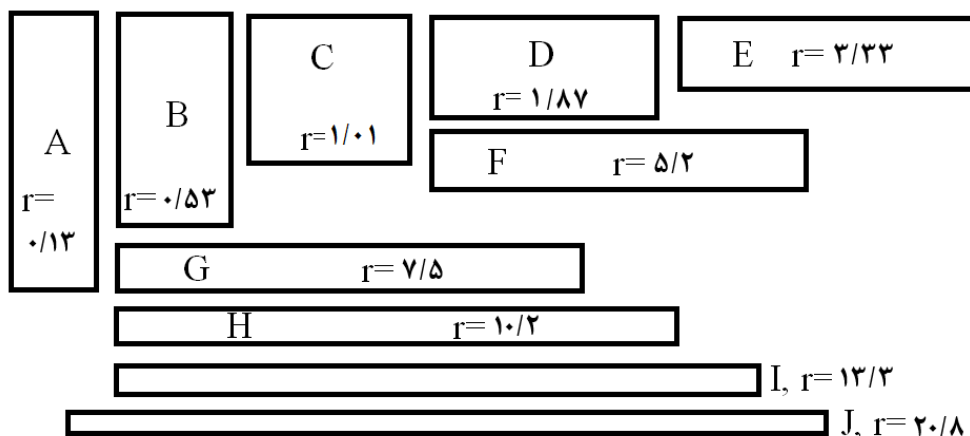 A
r=
۰/۱۳
B
r= ۰/۵۳
C
r=۱/۰۱
D
r= ۱/۸۷
E r= ۳/۳۳
F r= ۵/۲
G r= ۷/۵
H r= ۱۰/۲
I, r= ۱۳/۳
J, r= ۲۰/۸